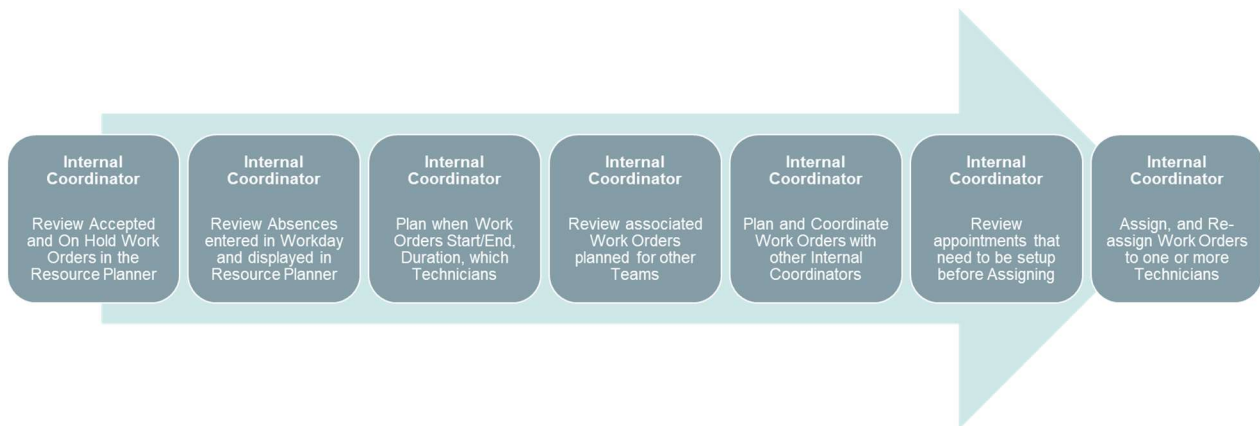 Internal
Coordinator
Review Accepted
and On Hold Work
Orders in the
Resource Planner
Internal
Coordinator
Review Absences
entered in Workday
and displayed in
Resource Planner
Internal
Coordinator
Plan when Work
Orders Start/End,
Duration, which
Technicians
Internal
Coordinator
Review associated
Work Orders
planned for other
Teams
Internal
Coordinator
Plan and Coordinate
Work Orders with
other Internal
Coordinators
Internal
Coordinator
Review
appointments that
need to be setup
before Assigning
Internal
Coordinator
Assign, and Re-
assign Work Orders
to one or more
Technicians